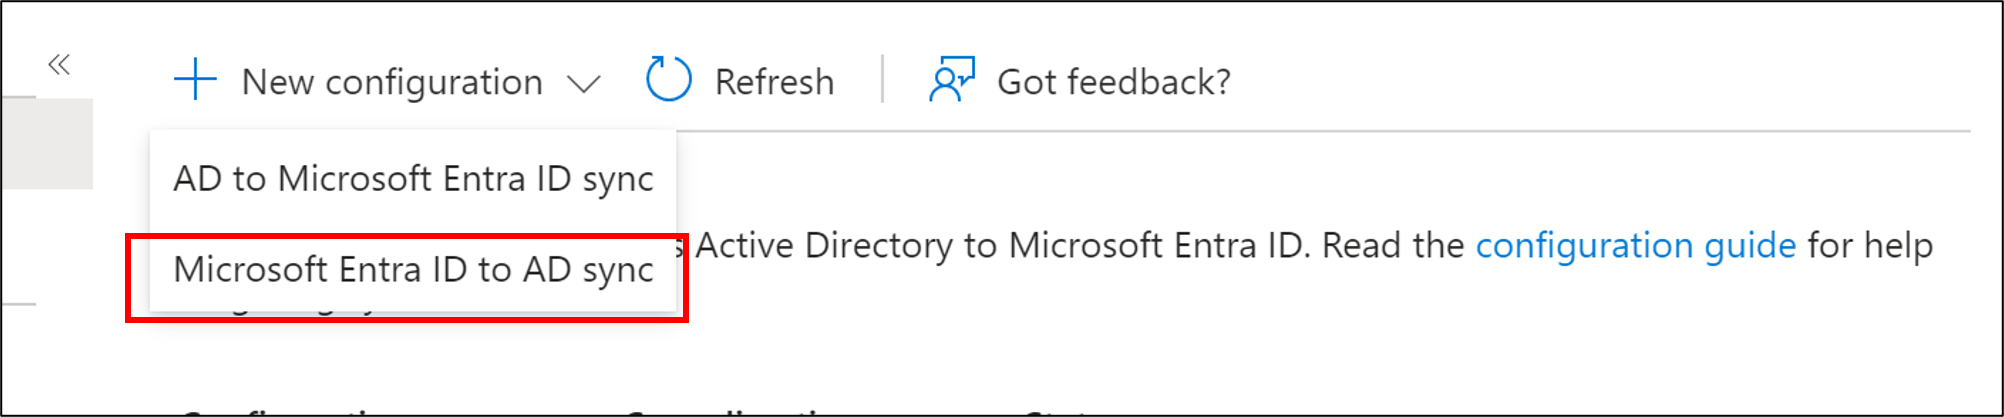 New configuration Refresh Got feedback?
AD to Microsoft Entra ID sync
Active Directory to Microsoft Entra ID. Read the configuration guide for help
Microsoft Entra ID to AD sync